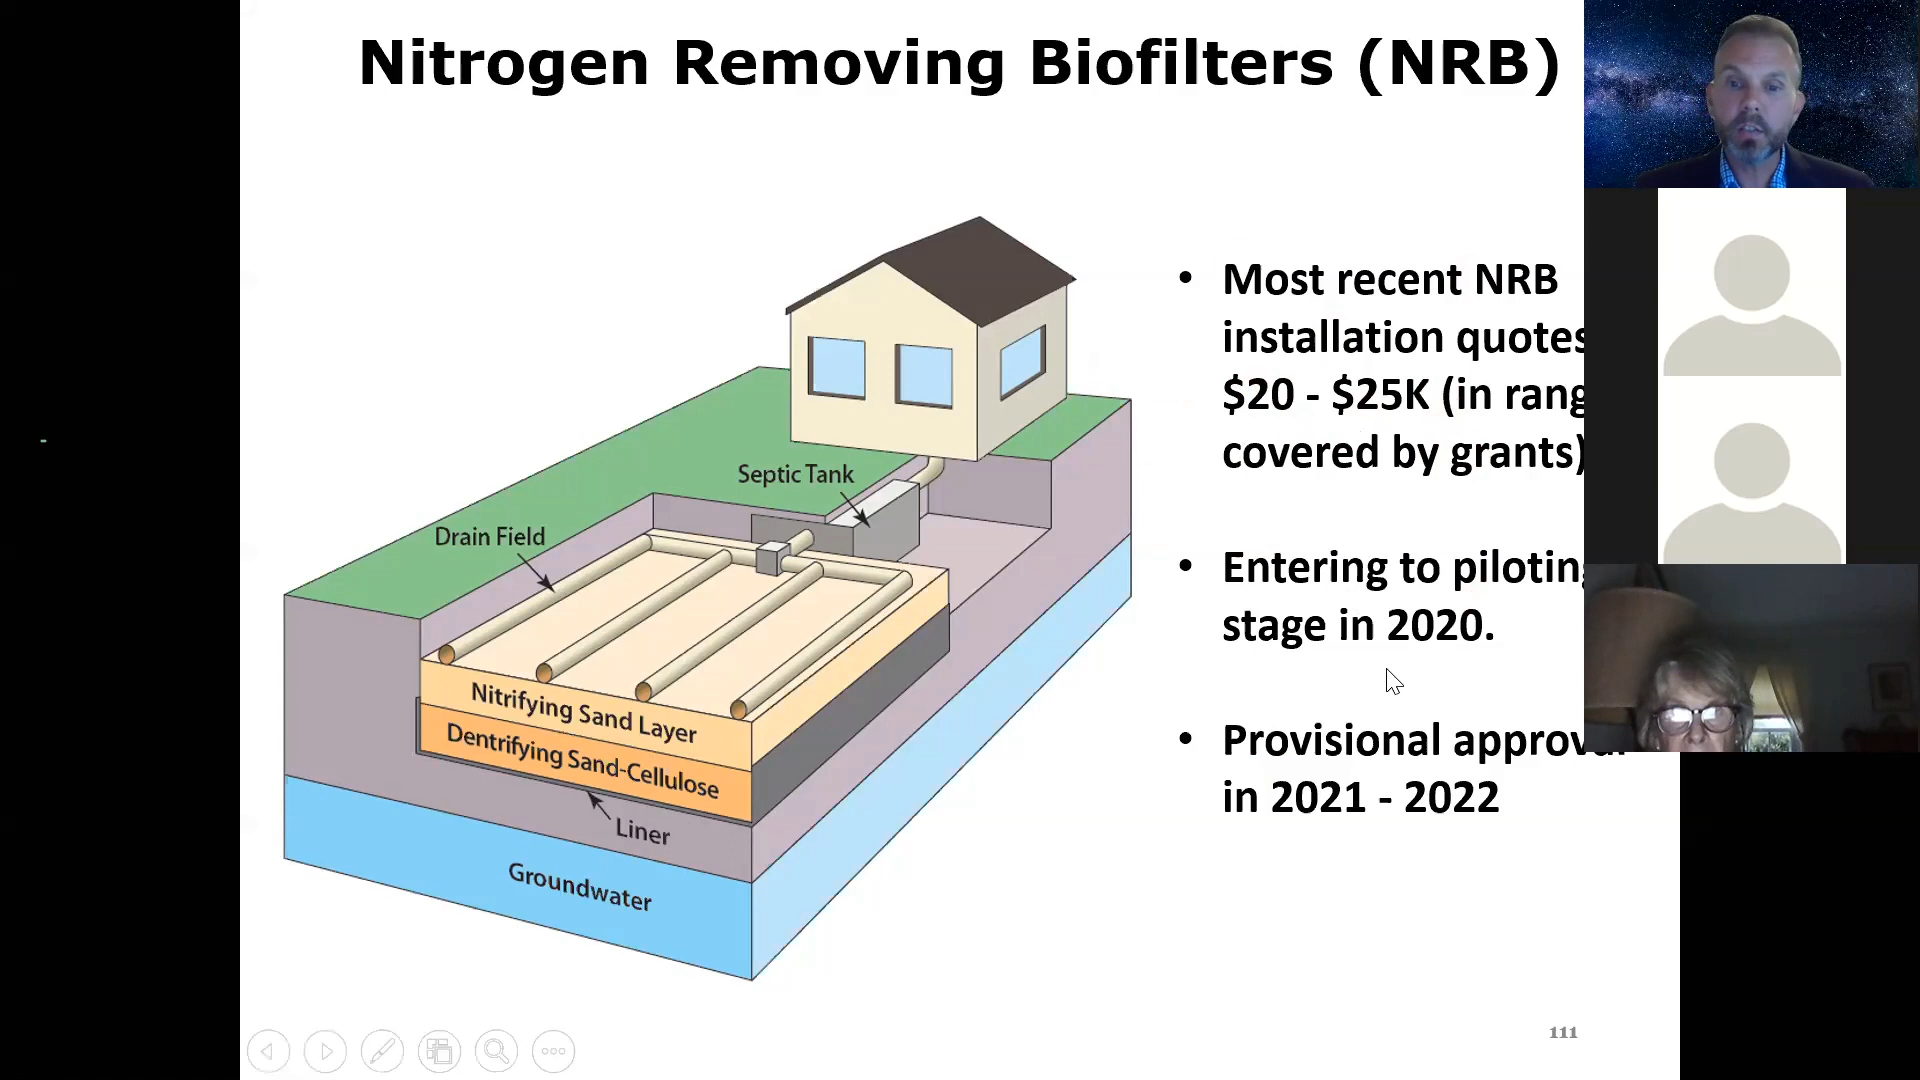 Nitrogen Removing Biofilters (NRB)
• Most recent NRB
installation quotes
$20 - $25K (in rang
covered by grants)
• Entering to piloting
stage in 2020.
• Provisional approval
in 2021 - 2022
Septic Tank
Drain Field
Nitrifying Sand Layer
Dentrifying Sand-Cellulose
Liner
Groundwater
111